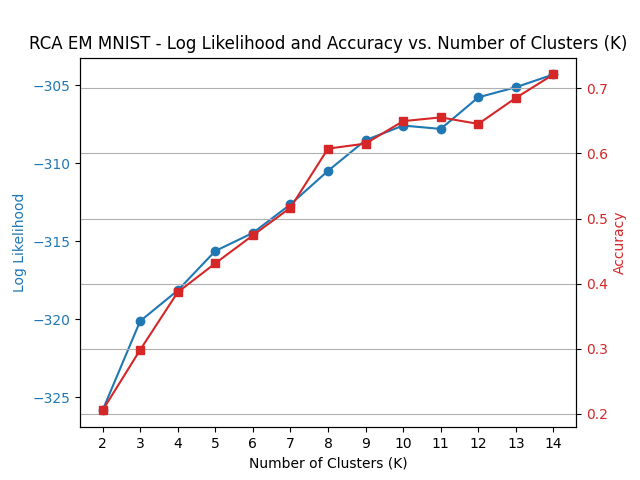 RCA EM MNIST - Log Likelihood and Accuracy vs. Number of Clusters (K)
−305
−310
−315
−320
−325
Log Likelihood
0.7
0.6
0.5
0.4
0.3
0.2
Accuracy
2 3 4 5 6 7 8 9 10 11 12 13 14
Number of Clusters (K)